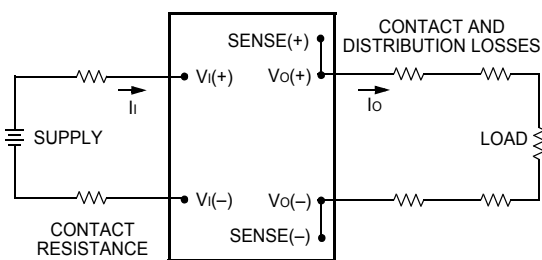 CONTACT AND
DISTRIBUTION LOSSES
SENSE(+)
VI(+)
VO(+)
II
IO
SUPPLY
LOAD
VI(–)
VO(–)
CONTACT
RESISTANCE
SENSE(–)